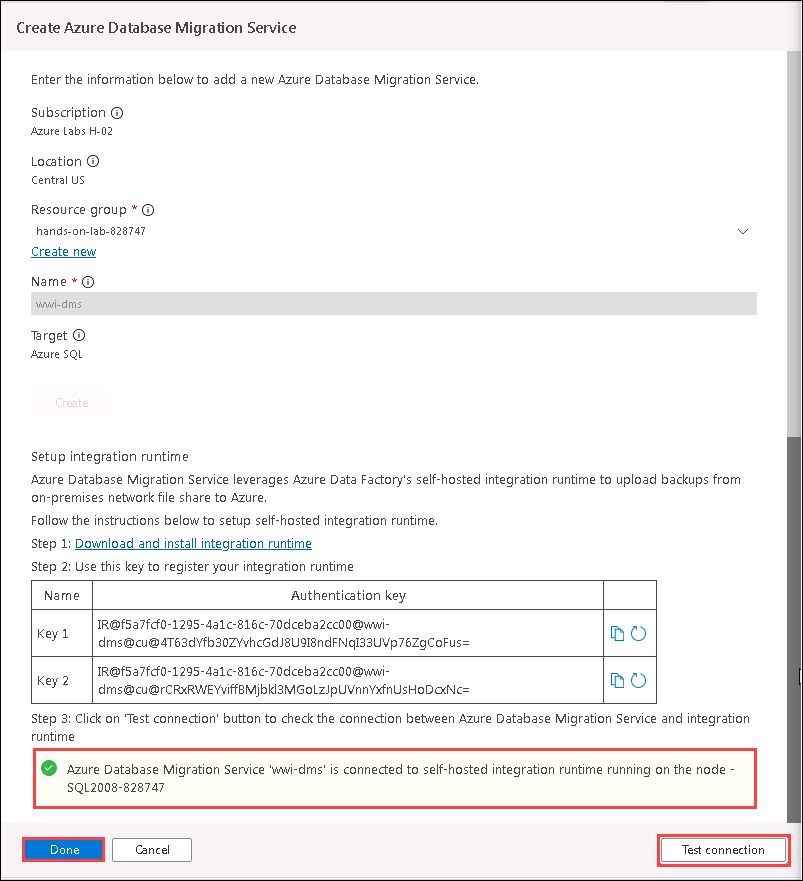 Create Azure Database Migration Service
Enter the information below to add a new Azure Database Migration Service.
Subscription
Azure Labs H-02
Location
Central US
Resource group *
hands-on-lab-828747
Create new
Name *
wwi-dms
Target
Azure SQL
Create
Setup integration runtime
Azure Database Migration Service leverages Azure Data Factory's self-hosted integration runtime to upload backups from
on-premises network file share to Azure.
Follow the instructions below to setup self-hosted integration runtime.
Step 1: Download and install integration runtime
Step 2: Use this key to register your integration runtime
Name Authentication key
Key 1 IR@f5a7fcf0-1295-4a1c-816c-70dceba2cc00@wwi-
dms@cu@4T63dYfb30ZYvhcGdJ8U9I8ndFNqI33UVp76ZgCoFus=
Key 2 IR@f5a7fcf0-1295-4a1c-816c-70dceba2cc00@wwi-
dms@cu@rCRxRWEYviffBMjbkl3MGoLzJpUVnnYxfnUsHoDcxNc=
Step 3: Click on 'Test connection' button to check the connection between Azure Database Migration Service and integration
runtime
Azure Database Migration Service 'wwi-dms' is connected to self-hosted integration runtime running on the node -
SQL2008-828747
Done Cancel Test connection